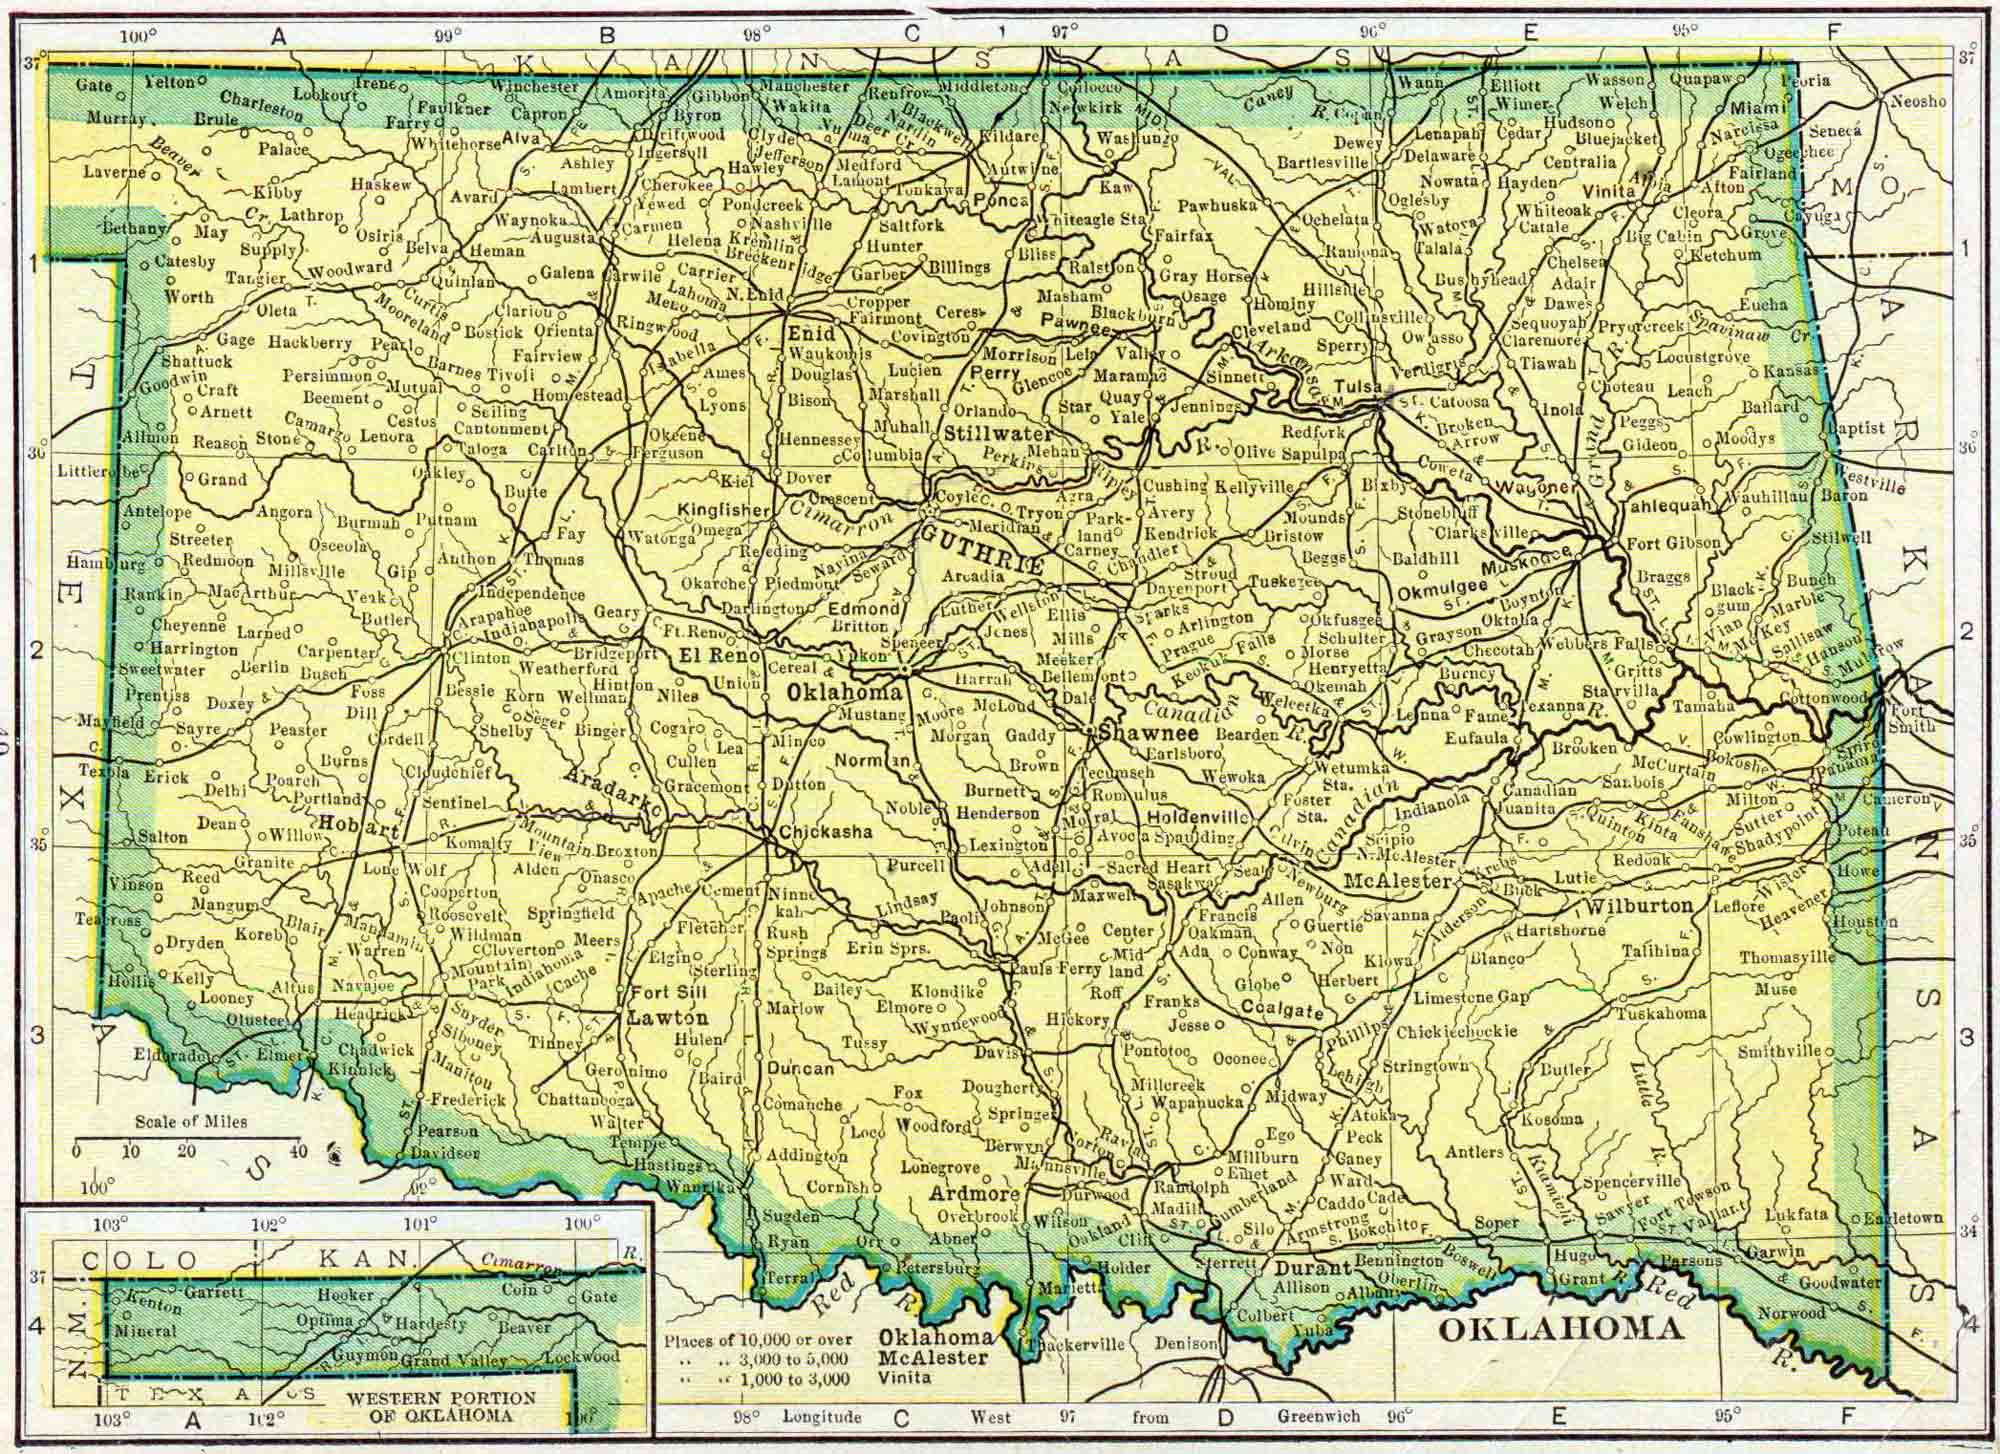 100° A 99° B 98° C 1 97° A D 96° E 95° F
37° K A N S A S 37°
Gate Yelton Charleston Lookout Irene Faulkner Winchester Capron Amorita Byron Gibbon Manchester Wakita Renfrow Middleton Chilocco Newkirk Caney R. Copan Wann Elliott Wimer Wasson Welch Quapaw Peoria Miami Neosho
Murray Brule Palace Farry Whitehorse Alva Driftwood Ingersoll Clyde Numa Deer Cr. Nardin Blackwell Kildare MID. Washungo VAL. Dewey Lenapah Cedar Hudson Bluejacket Narcissa Seneca Ogeechee
Laverne Beaver Kibby Haskew Avard Ashley Lambert Cherokee Hawley Jefferson Medford Lamont Tonkawa Autwine Kaw Bartlesville Delaware Centralia Fairland Afton M O.
Cr. Lathrop Osiris Waynoka Yewed Pondcreek Ponca Whiteagle Sta. Pawhuska Oglesby Nowata Hayden Vinita Cleora Cayuga
Bethany May Supply Belva Heman Augusta Carmen Nashville Saltfork Helena Kremlin Breckenridge Hunter Fairfax Ochelata Watova Whiteoak Catale Big Cabin Grove
1 Catesby Tangier Woodward Quinlan Galena Carwile Carrier Garber Billings Bliss Ralston Gray Horse Ramona Talala Chelsea Ketchum 1
Worth Curtis Mooreland Clariou Lahoma N. Enid Cropper Masham Osage Hominy Hillside Bushyhead Adair Eucha
Oleta Bostick Orienta Ringwood Meno Enid Fairmont Ceres Pawnee Blackburn Cleveland Collinsville Owasso Dawes Sequoyah Pryorcreek Spavinaw Cr.
Gage Hackberry Pearl Barnes Fairview Isabella Waukomis Covington Morrison Lela Valley Arkansas Sperry Claremore Locustgrove
Shattuck Goodwin Persimmon Mutual Tivoli Ames Douglas Lucien Perry Glencoe Maramac Sinnett Tulsa Verdigris Tiawah Kansas
Craft Beement Homestead Bison Marshall Quay Catoosa Choteau Leach
Arnett Camargo Cestos Seiling Cantonment Lyons Orlando Star Yale Jennings Broken Arrow Inola Peggs Ballard
Allmon Reason Stone Lenora Taloga Carlton Okeene Ferguson Hennessey Muhall Stillwater Mehan Redfork Gideon Moodys Baptist
36° Littlerobe Grand Oakley Columbia Perkins R. Olive Sapulpa Coweta Grand R. 36°
Butte Kiel Dover Crescent Coyle Agra Ripley Cushing Kellyville Bixby Wagoner Tahlequah Wauhillau Westville Baron
Antelope Angora Burmah Putnam Kingfisher Cimarron Tryon Avery Mounds Stonebluff
Streeter Osceola Fay Watonga Omega GUTHRIE Meridian Parkland Kendrick Bristow Clarksville Fort Gibson Stilwell
Hamburg Redmoon Millsville Gip Anthon Thomas Reeding Navina Seward Carney Chandler Beggs Baldhill Muskogee
Rankin MacArthur Veak Independence Okarche Piedmont Arcadia Stroud Davenport Tuskegee Okmulgee Braggs Blackgum Bunch Marble
Cheyenne Larned Butler Arapahoe Indianapolis Geary Darlington Edmond Britton Luther Wellston Ellis Sparks Arlington Okfuskee Boynton Oktaha Vian McKey
2 Harrington Carpenter Clinton Bridgeport Ft. Reno El Reno Yukon Spencer Jones Mills Prague Schulter Grayson Checotah Webbers Falls Sallisaw Hanson 2
Sweetwater Berlin Busch Foss Weatherford Cereal Meeker Keokuk Falls Morse Henryetta Gritts S. Muldrow
Prentiss Doxey Dill Bessie Korn Wellman Hinton Niles Union Oklahoma Harrah Bellemont Okemah Burney Starvilla Cottonwood
Mayfield Sayre Peaster Cordell Shelby Seger Binger Cogar Mustang Moore McLoud Dale Canadian Weleetka Lenna Fame Texanna R. Tamaha Fort Smith
Burns Lea Minco Morgan Gaddy Shawnee Bearden R. Eufaula Brooken Cowlington Spiro
Texola Erick Poarch Cloudchief Cullen Norman Brown Earlsboro Tecumseh Wewoka Wetumka Sta. McCurtain Bokoshe Panama
Delhi Portland Sentinel Gracemont Dutton Burnett Romulus Foster Sta. Canadian Sanbois Milton Cameron
Dean Willow Hobart Noble Henderson Moral Holdenville Indianola Juanita Quinton Kinta Fanshawe Sutter Shadypoint Poteau
35° Salton Granite Komalty Mountain View Broxton Chickasha Lexington Avoca Spaulding Calvin Canadian Scipio N. McAlester 35°
Vinson Reed Lone Wolf Alden Onasco Apache Cement Purcell Adell Sacred Heart Sasakwa Seal Newburg McAlester Krebs Buck Lutie Redoak Wister Howe
Teacross Mangum Cooperton Roosevelt Springfield Ninnekah Lindsay Johnson Maxwell Francis Allen Savanna Alderson Wilburton Leflore Heavener Houston
Dryden Koreb Blair Mandamin Wildman Cloverton Meers Fletcher Rush Springs Erin Sprs. Paoli McGee Center Oakman Guertie Hartshorne
Hollis Kelly Warren Mountain Park Indiahoma Cache Elgin Sterling Pauls Ferry Midland Ada Conway Non Kiowa Blanco Talihina Thomasville
Looney Altus Navajoe Fort Sill Marlow Bailey Klondike Elmore Roff Franks Globe Herbert Limestone Gap Muse
3 Olustee Headrick Snyder Lawton Wynnewood Hickory Jesse Coalgate Phillips Chickiechockie Tuskahoma 3
Eldorado Elmer Chadwick Siboney Tinney Hulen Tussy Davis Pontotoc Oconee Stringtown Smithville
Kinnick Manitou Geronimo Baird Duncan Dougherty Millcreek Lehigh Butler Little R.
Frederick Chattanooga Comanche Fox Springer Wapanucka Midway Atoka Kosoma
Pearson Walter Loco Woodford Berwyn Ravia Ego Peck
Davidson Temple Hastings Addington Lonegrove Mannsville Millburn Emet Caney Antlers Kiamichi
Waurika Cornish Ardmore Durwood Randolph Madill Cumberland Ward Caddo Cade Spencerville
Sugden Overbrook Wilson Oakland Silo Armstrong S. Bokchito Soper Sawyer Fort Towson Valliant Lukfata Eagletown 34°
Ryan Orr Abner Cliff Sterrett Durant Bennington Boswell Hugo Parsons Garwin
Terral Red R. Petersburg Marietta Holder Allison Albany Oberlin Grant Red R. Goodwater
Thackerville Denison Colbert Yuba OKLAHOMA Norwood
T E X A S
A R K A N S A S
Scale of Miles
0 10 20 40
Places of 10,000 or over Oklahoma
" " 3,000 to 5,000 McAlester
" " 1,000 to 3,000 Vinita
103° 102° 101° 100°
COLO KAN. Cimarron R.
37
Kenton Garrett Hooker Coin Gate
Mineral Optima Hardesty Beaver
4 N.M. Guymon Grand Valley Lockwood 4
T E X A S WESTERN PORTION
OF OKLAHOMA
103° A 102° 100°
98° Longitude C West 97 from D Greenwich 96° E 95° F